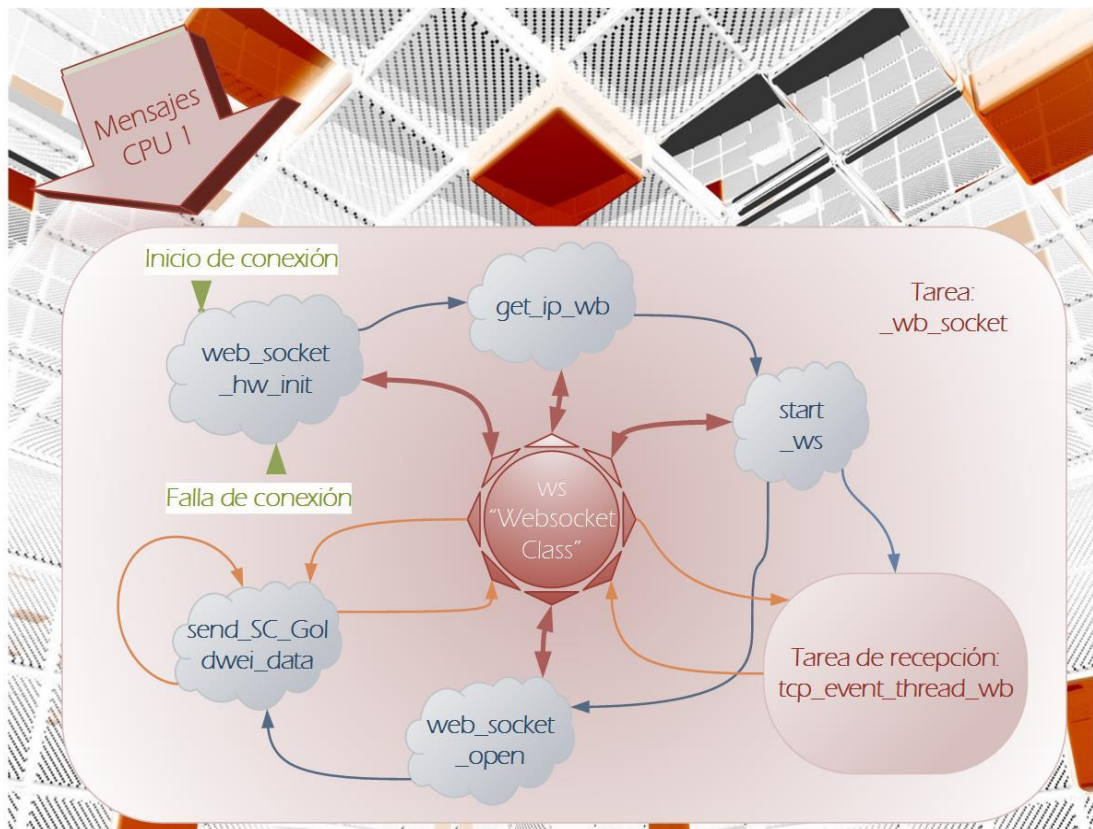 Mensajes
CPU 1
Inicio de conexión
web_socket
_hw_init
Falla de conexión
get_ip_wb
Tarea:
_wb_socket
start
_ws
ws
“Websocket
Class”
send_SC_Gol
dwei_data
web_socket
_open
Tarea de recepción:
tcp_event_thread_wb